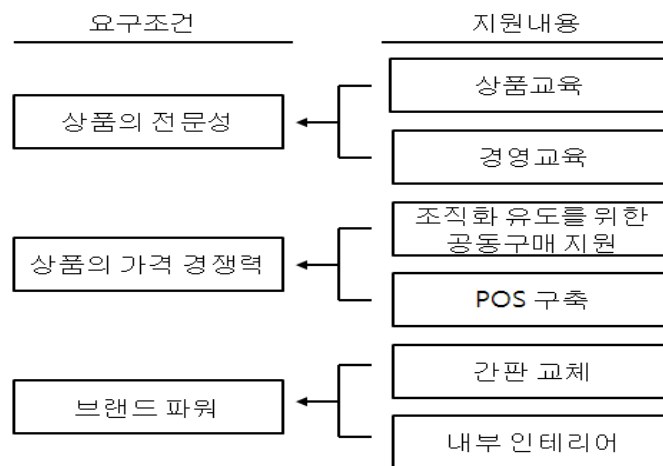 요구조건
지원내용
상품의 전문성
상품교육
경영교육
상품의 가격 경쟁력
조직화 유도를 위한
공동구매 지원
POS 구축
브랜드 파워
간판 교체
내부 인테리어